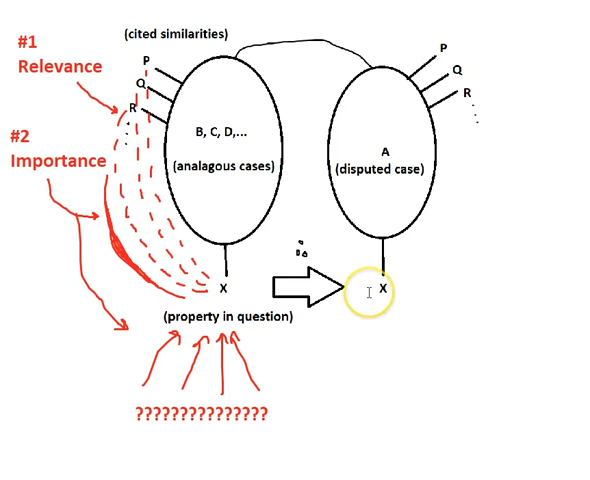 (cited similarities)
#1
Relevance
P
Q
R
#2
Importance
B, C, D,...
(analagous cases)
X
(property in question)
???????????????
P
Q
R
A
(disputed case)
X